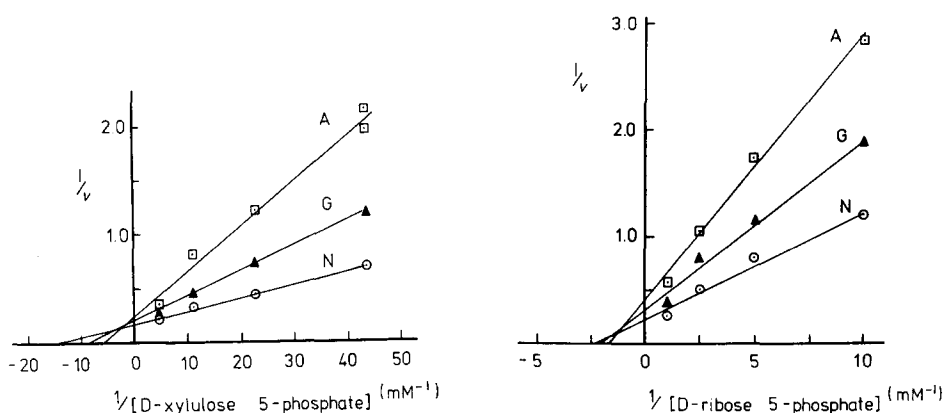 2.0
1.0
1/v
A
G
N
-20 -10 0 10 20 30 40 50
1/[D-xylulose 5-phosphate] (mM⁻¹)
3.0
2.0
1.0
1/v
A
G
N
-5 0 5 10
1/[D-ribose 5-phosphate] (mM⁻¹)